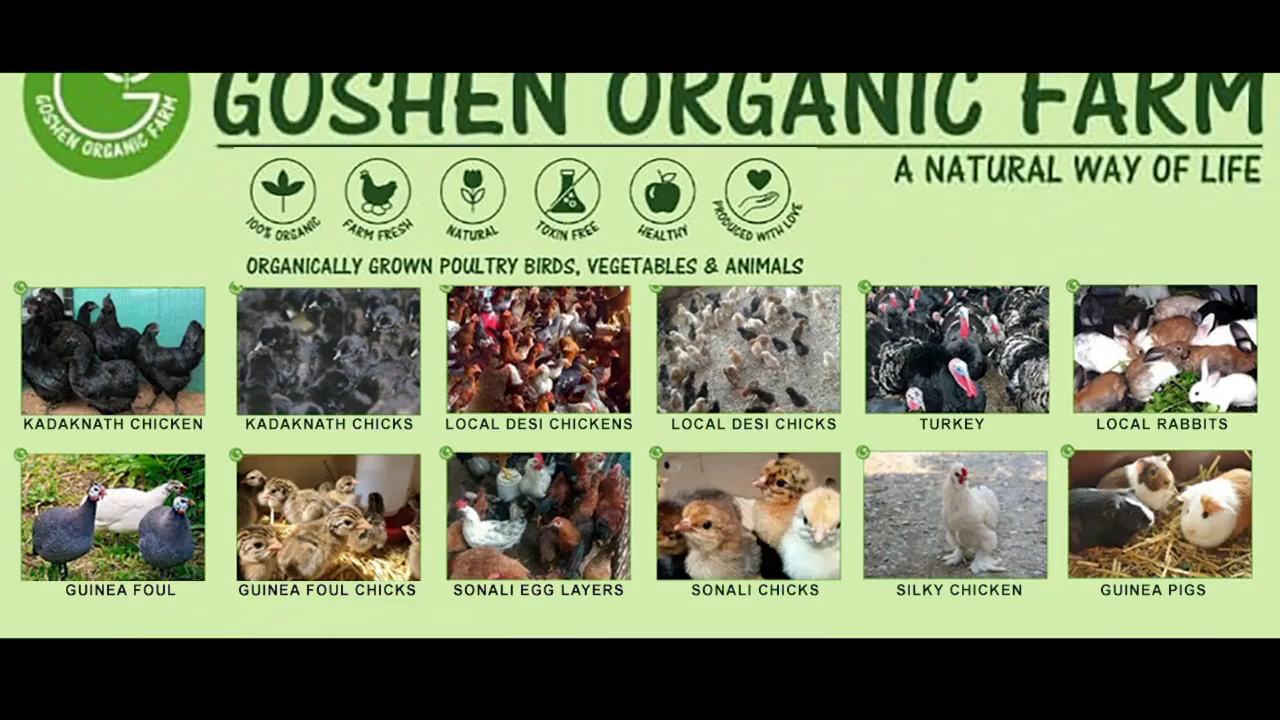 GOSHEN ORGANIC FARM
GOSHEN ORGANIC FARM
A NATURAL WAY OF LIFE
100% ORGANIC
FARM FRESH
NATURAL
TOXIN FREE
HEALTHY
PRODUCED WITH LOVE
ORGANICALLY GROWN POULTRY BIRDS, VEGETABLES & ANIMALS
KADAKNATH CHICKEN
KADAKNATH CHICKS
LOCAL DESI CHICKENS
LOCAL DESI CHICKS
TURKEY
LOCAL RABBITS
GUINEA FOUL
GUINEA FOUL CHICKS
SONALI EGG LAYERS
SONALI CHICKS
SILKY CHICKEN
GUINEA PIGS